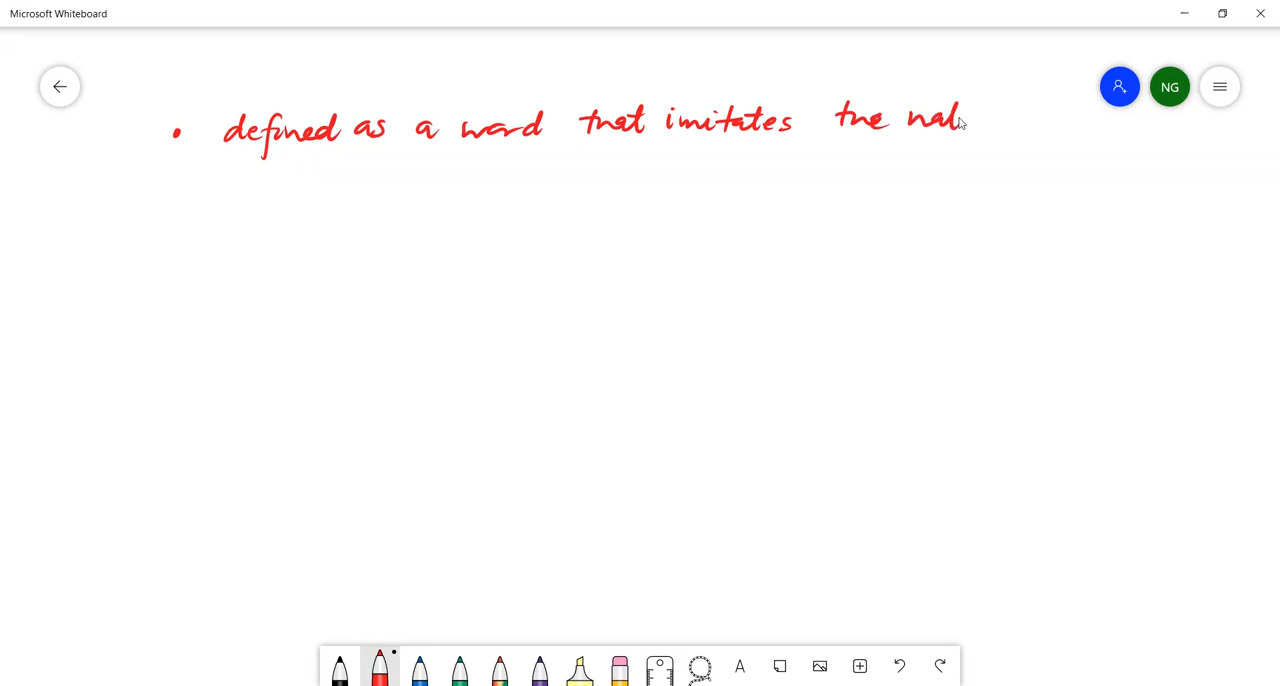 Microsoft Whiteboard
NG
• defined as a word that imitates the nat
A